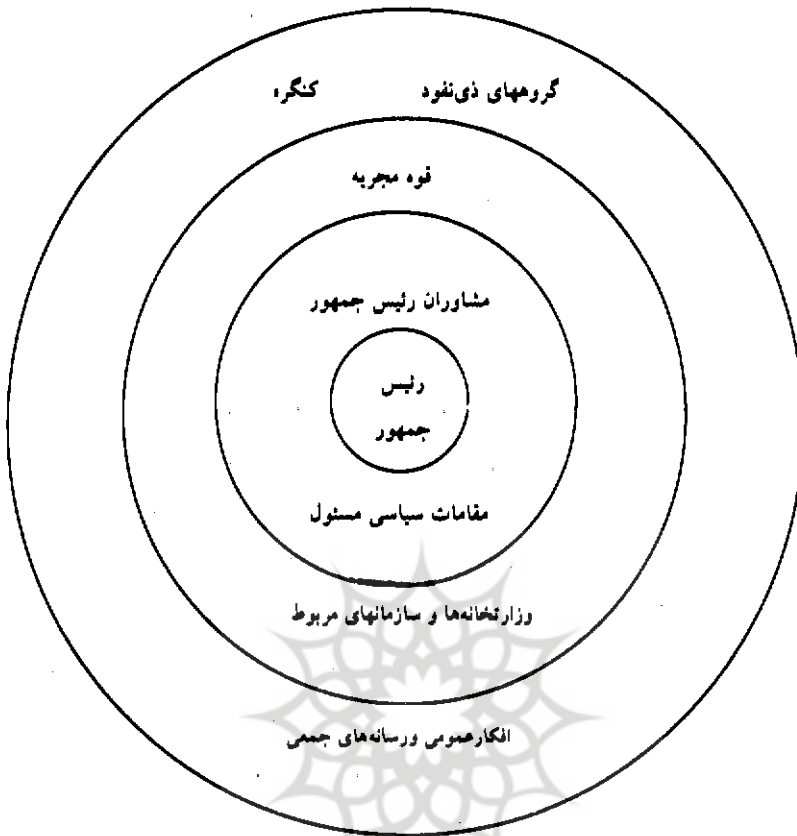 گروههای ذی‌نفود کنگره
قوه مجریه
مشاوران رئیس جمهور
رئیس
جمهور
مقامات سیاسی مسئول
وزارتخانه‌ها و سازمانهای مربوط
افکارعمومی ورسانه‌های جمعی